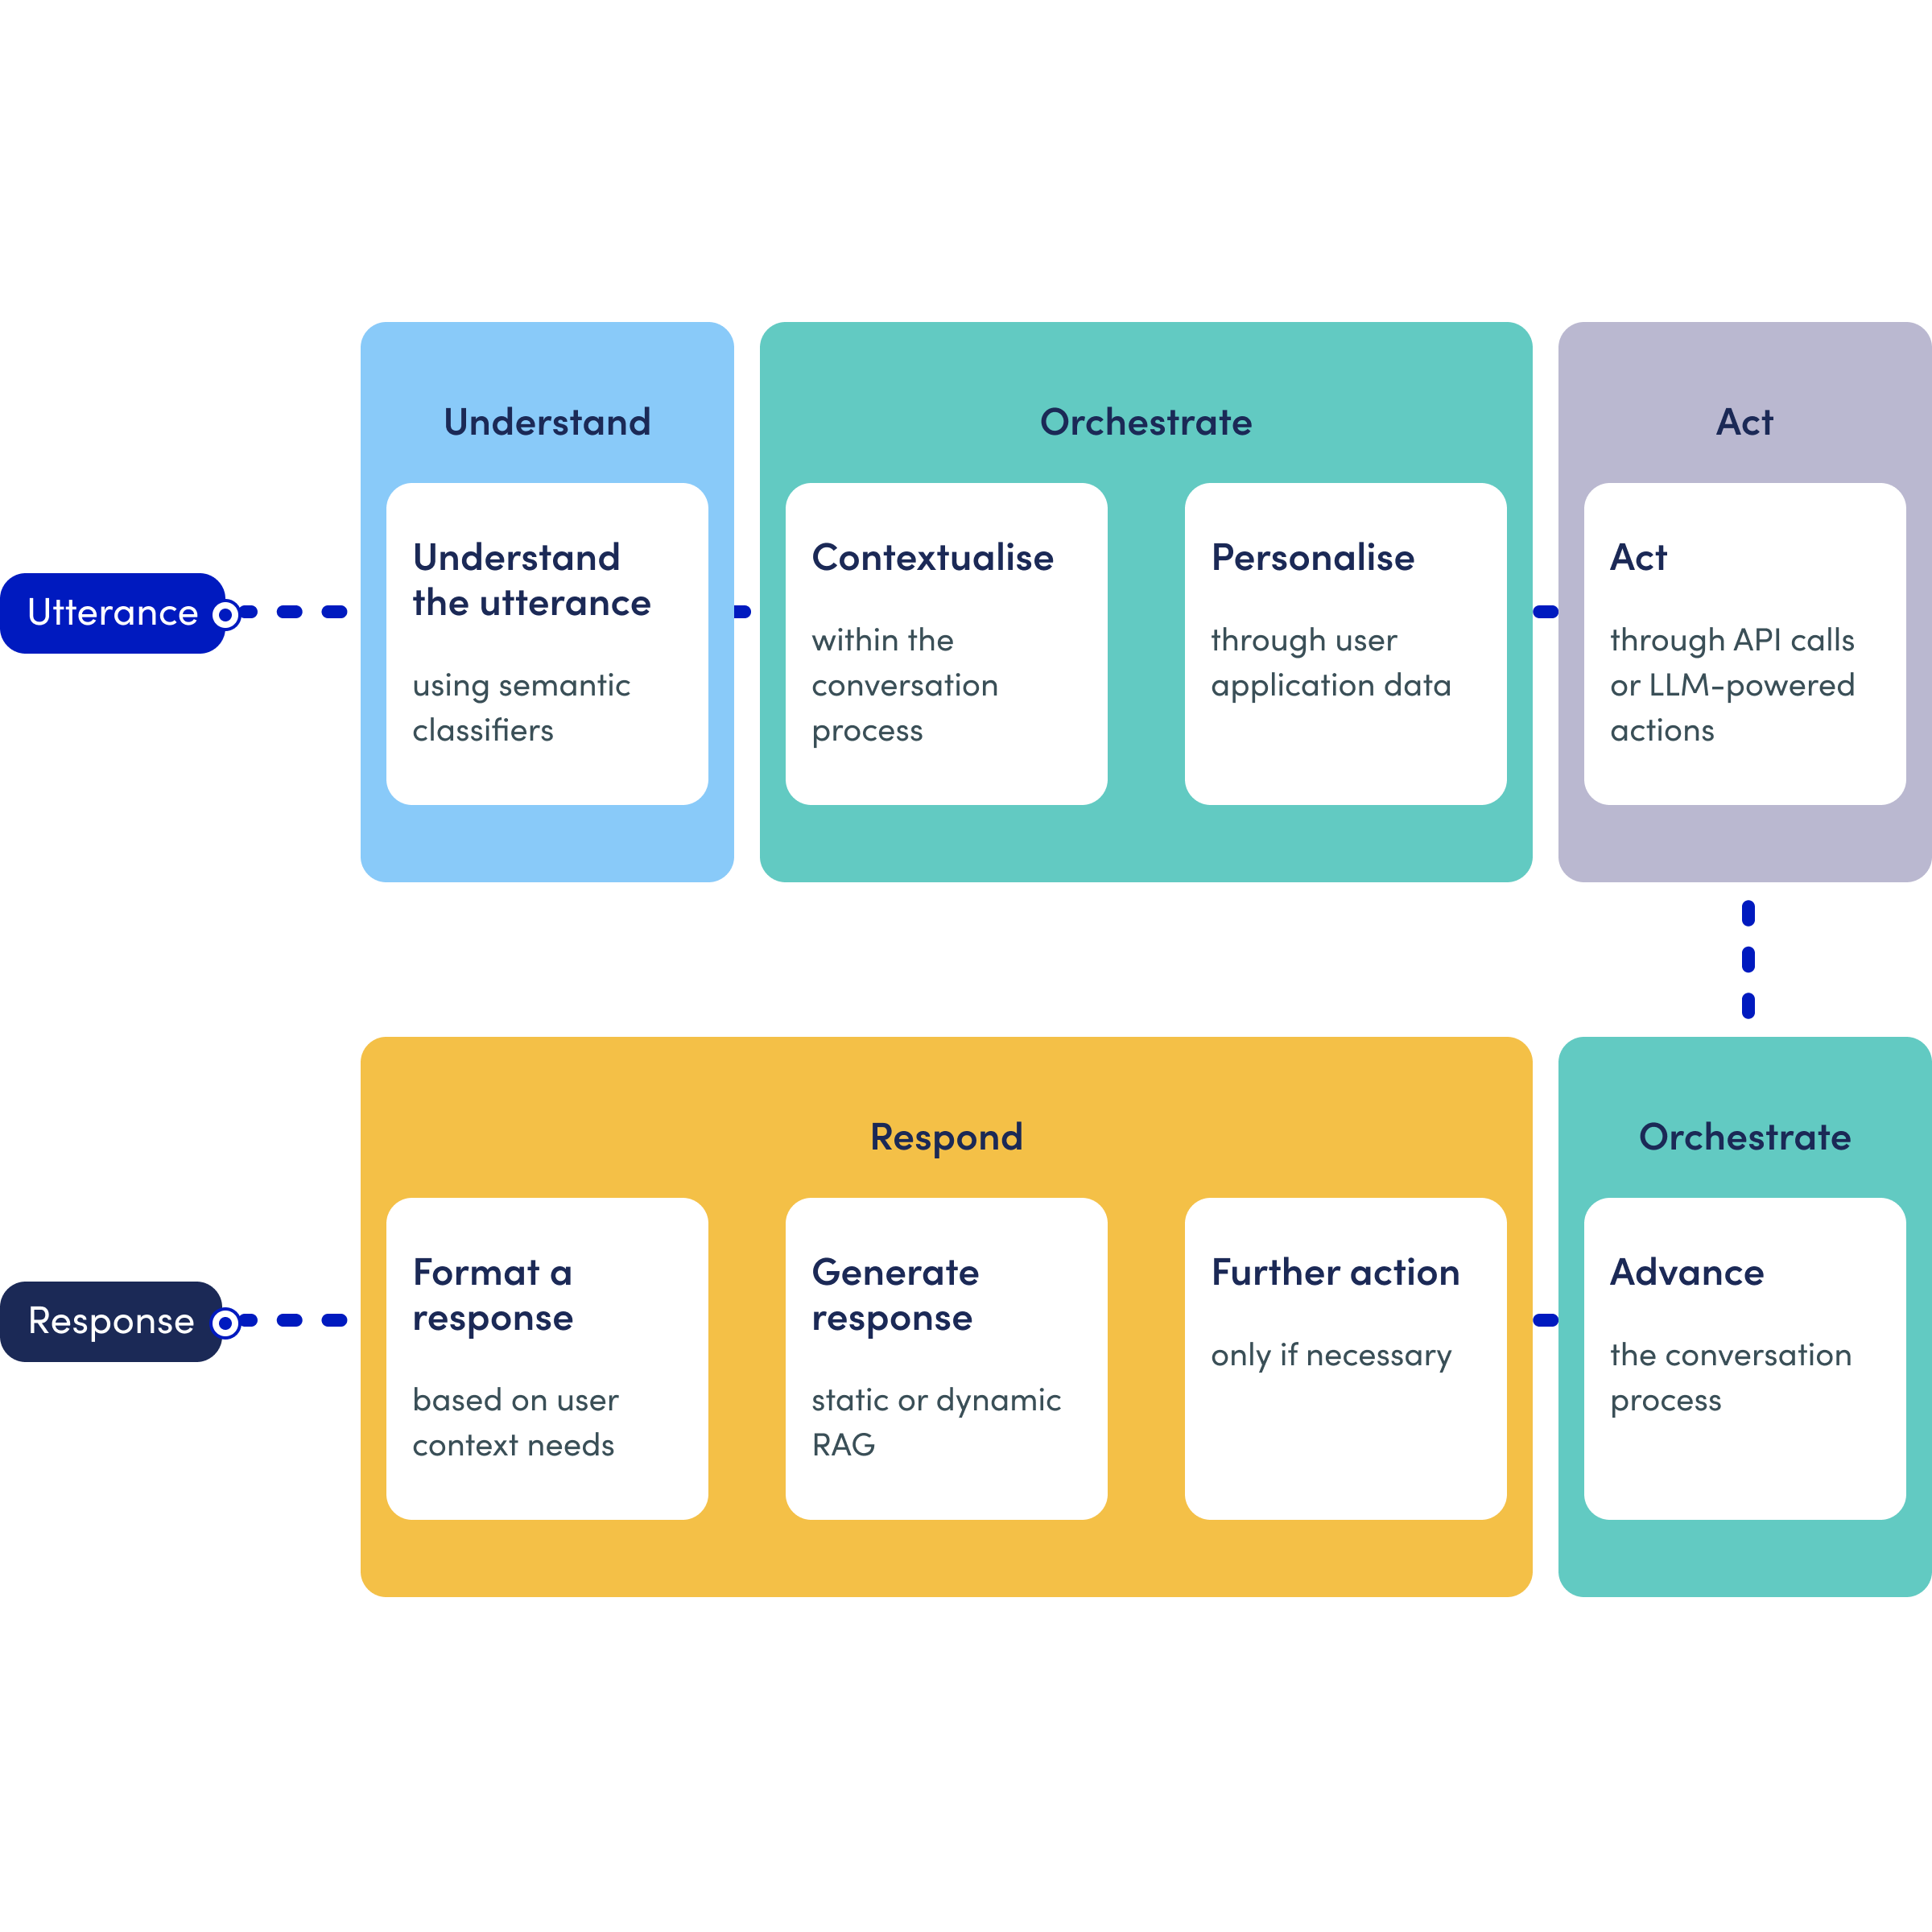 Utterance
Understand
Understand
the utterance
using semantic
classifiers
Orchestrate
Contextualise
within the
conversation
process
Personalise
through user
application data
Act
Act
through API calls
or LLM-powered
actions
Response
Respond
Format a
response
based on user
context needs
Generate
response
static or dynamic
RAG
Further action
only if necessary
Orchestrate
Advance
the conversation
process